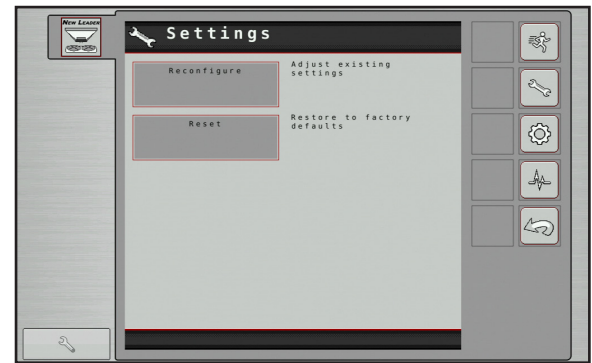 New Leader
Settings
Reconfigure
Adjust existing
settings
Reset
Restore to factory
defaults